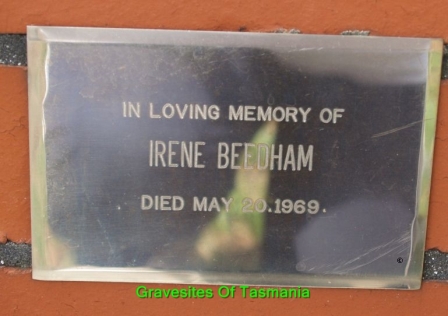 IN LOVING MEMORY OF
IRENE BEEDHAM
DIED MAY 20.1969.
Gravesites Of Tasmania